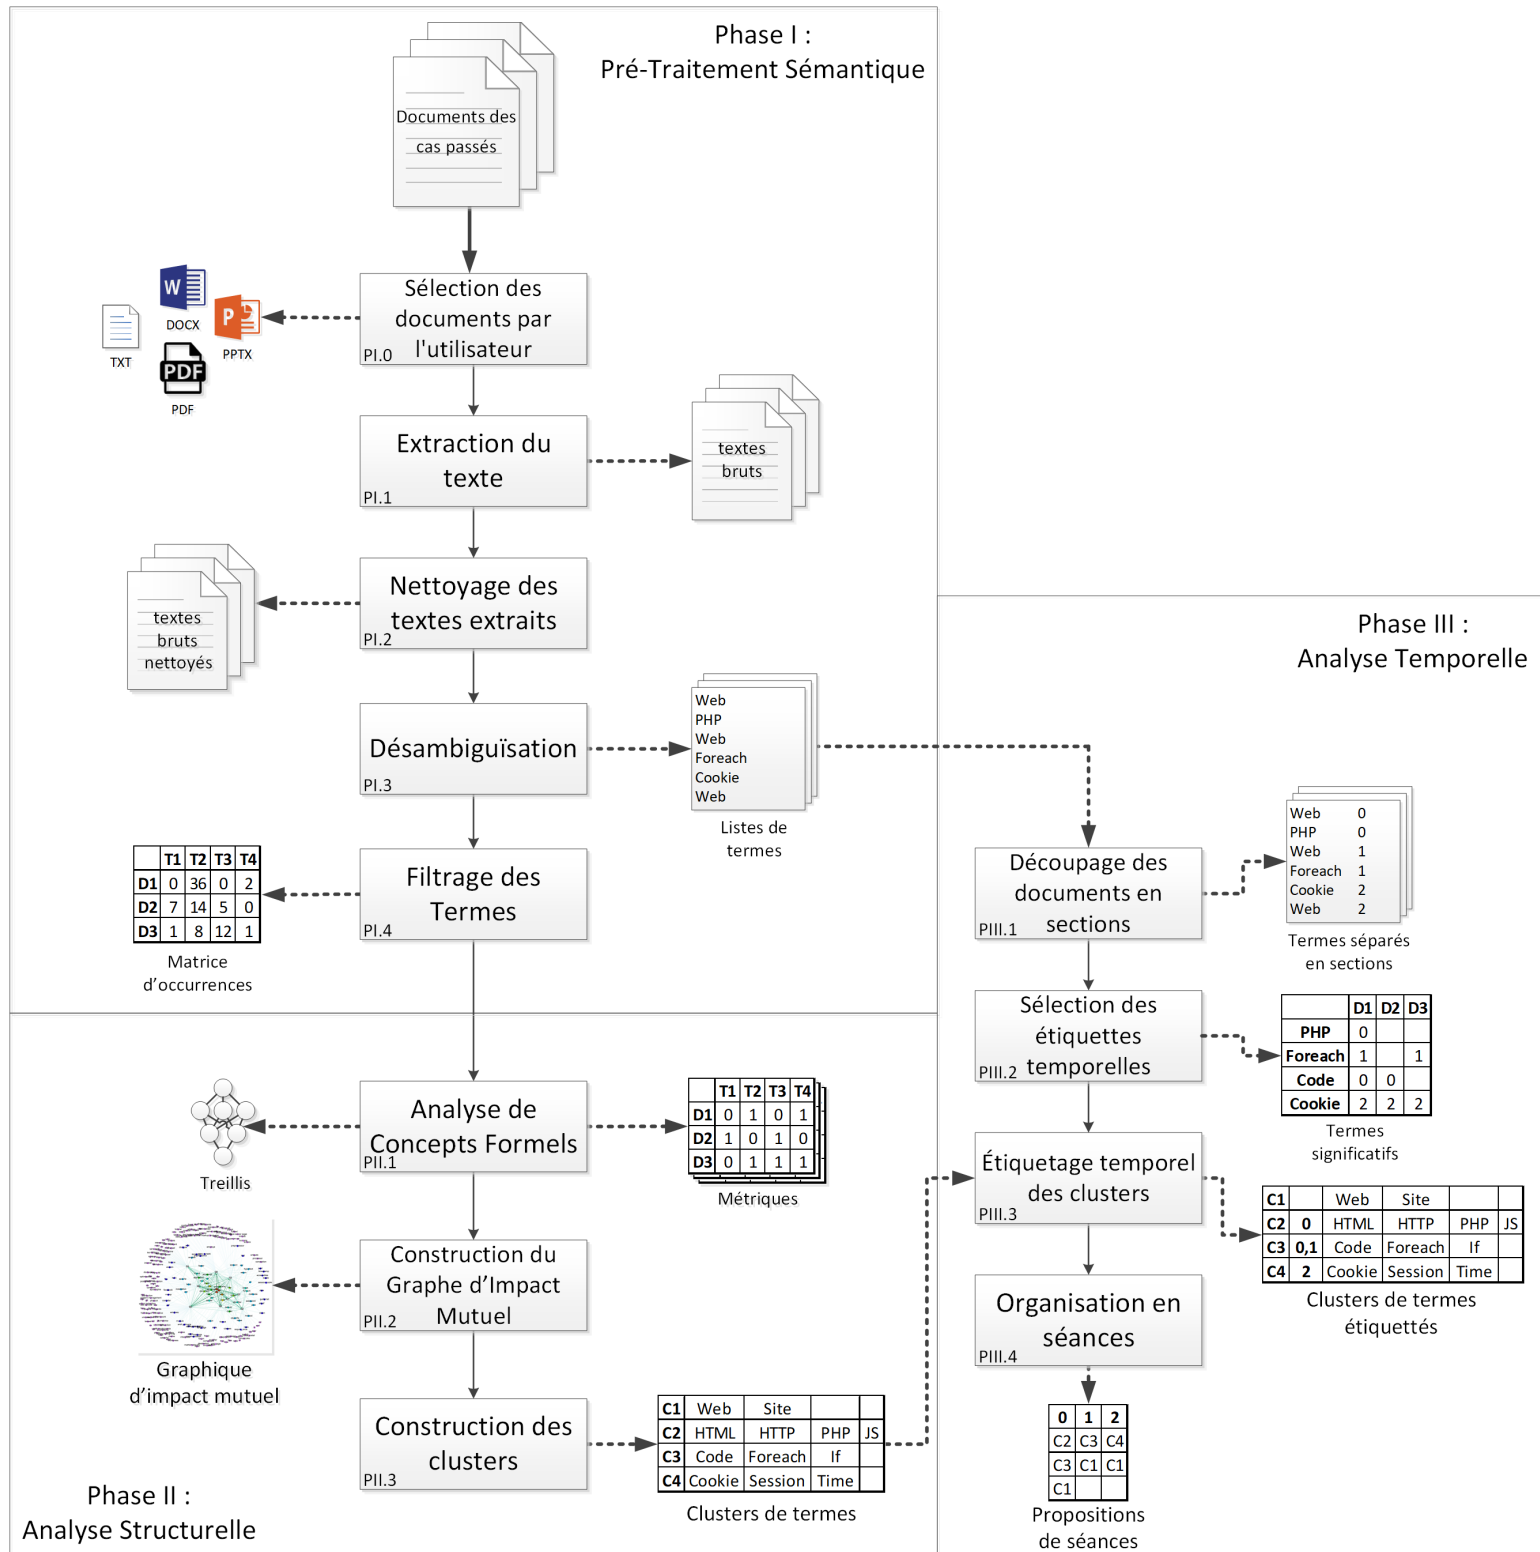 Phase I :
Pré-Traitement Sémantique
Documents des
cas passés
Sélection des
documents par
l'utilisateur
PI.0
DOCX
TXT
PPTX
PDF
PDF
Extraction du
texte
PI.1
textes
bruts
Nettoyage des
textes extraits
PI.2
textes
bruts
nettoyés
Désambiguïsation
PI.3
Web
PHP
Web
Foreach
Cookie
Web
Listes de
termes
Filtrage des
Termes
PI.4
T1 T2 T3 T4
D1 0 36 0 2
D2 7 14 5 0
D3 1 8 12 1
Matrice
d’occurrences
Phase II :
Analyse Structurelle
Analyse de
Concepts Formels
PII.1
Treillis
T1 T2 T3 T4
D1 0 1 0 1
D2 1 0 1 0
D3 0 1 1 1
Métriques
Construction du
Graphe d’Impact
Mutuel
PII.2
Graphique
d’impact mutuel
Construction des
clusters
PII.3
C1 Web Site
C2 HTML HTTP PHP JS
C3 Code Foreach If
C4 Cookie Session Time
Clusters de termes
Phase III :
Analyse Temporelle
Découpage des
documents en
sections
PIII.1
Web 0
PHP 0
Web 1
Foreach 1
Cookie 2
Web 2
Termes séparés
en sections
Sélection des
étiquettes
temporelles
PIII.2
D1 D2 D3
PHP 0
Foreach 1 1
Code 0 0
Cookie 2 2 2
Termes
significatifs
Étiquetage temporel
des clusters
PIII.3
C1 Web Site
C2 0 HTML HTTP PHP JS
C3 0,1 Code Foreach If
C4 2 Cookie Session Time
Clusters de termes
étiquettés
Organisation en
séances
PIII.4
0 1 2
C2 C3 C4
C3 C1 C1
C1
Propositions
de séances